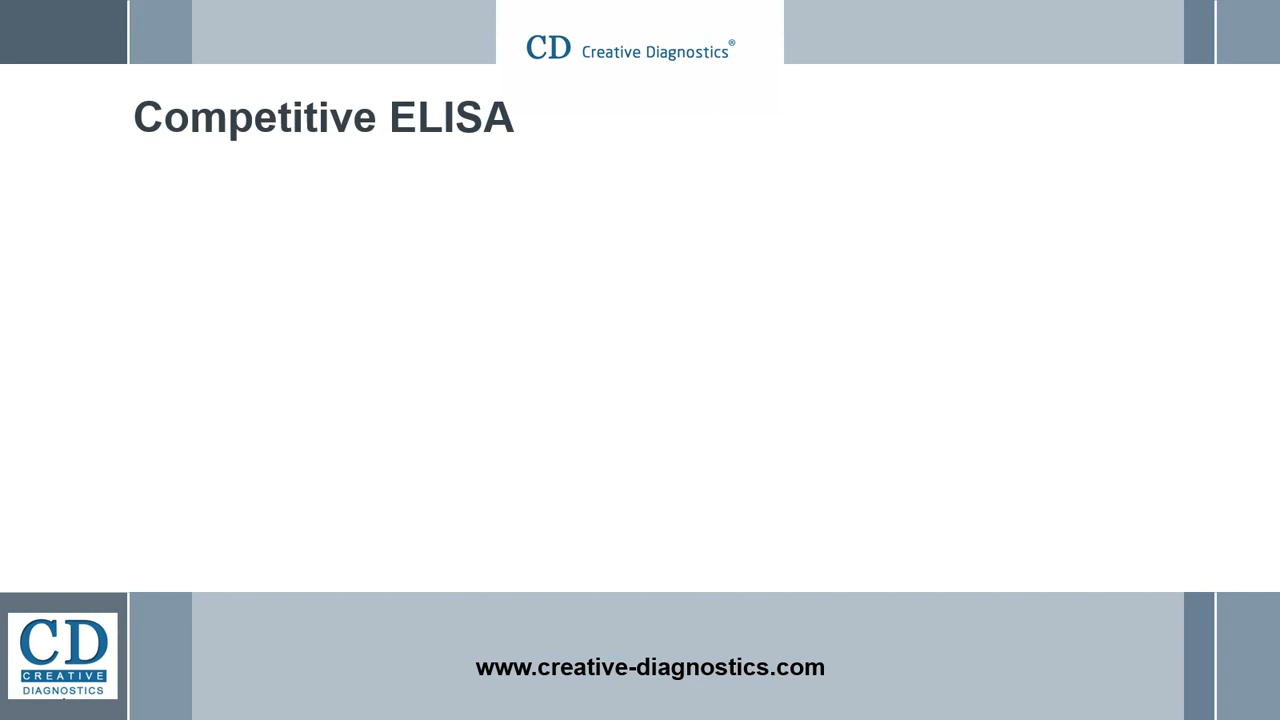 CD Creative Diagnostics®
Competitive ELISA
CD
CREATIVE
DIAGNOSTICS
www.creative-diagnostics.com